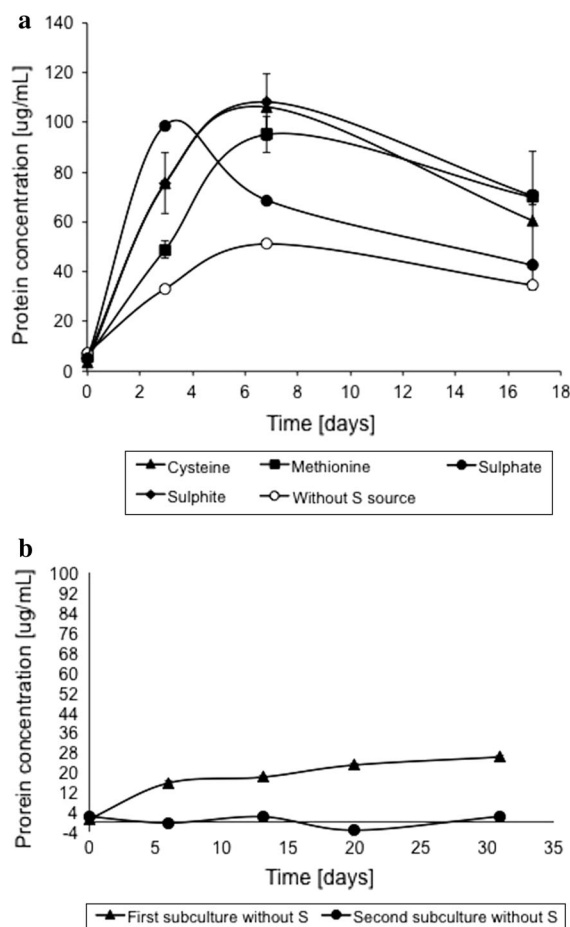 a
140
120
100
80
60
40
20
0
Protein concentration [ug/mL]
0 2 4 6 8 10 12 14 16 18
Time [days]
Cysteine Methionine Sulphate
Sulphite Without S source
b
100
92
84
76
68
60
52
44
36
28
20
12
4
-4
Prorein concentration [ug/mL]
0 5 10 15 20 25 30 35
Time [days]
First subculture without S Second subculture without S